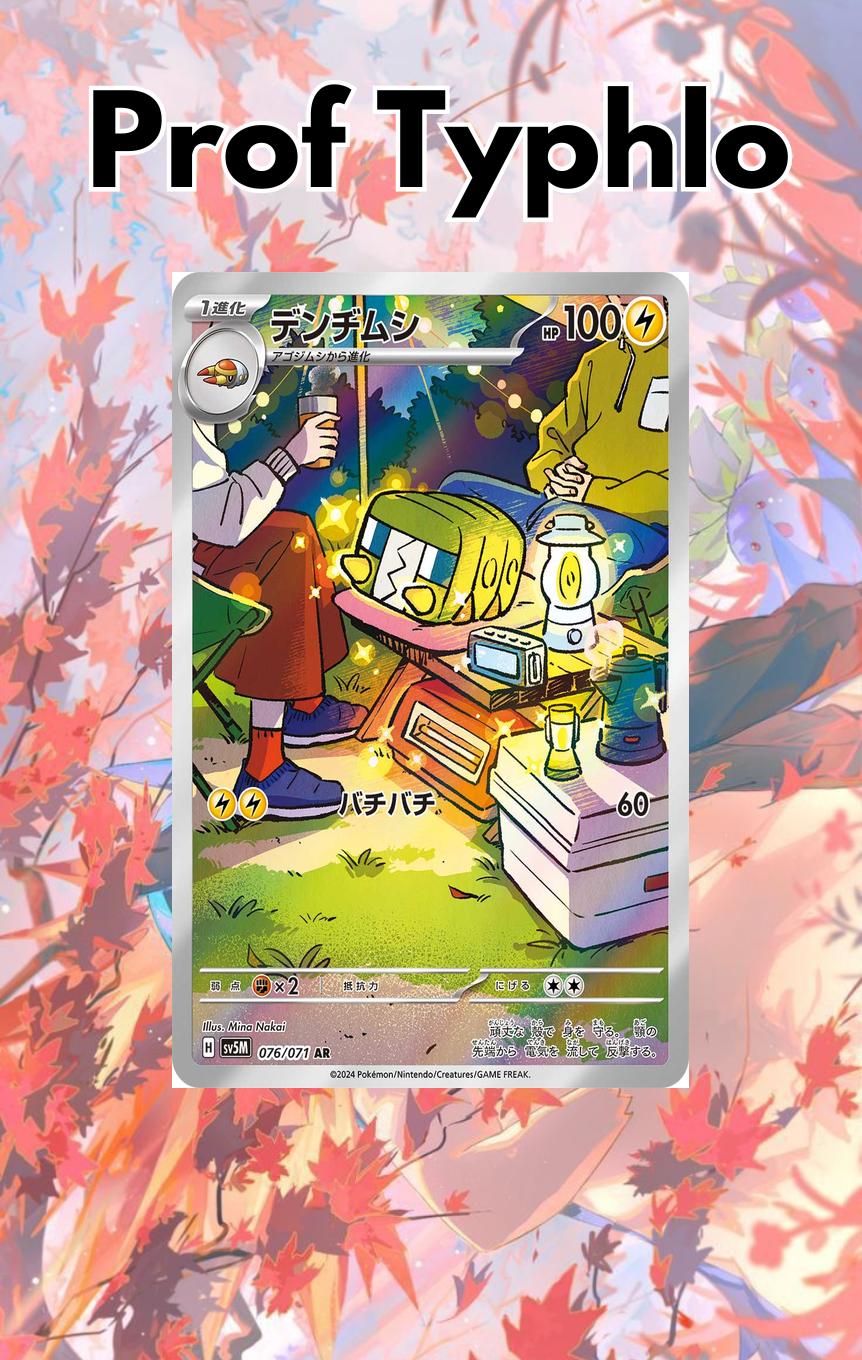 Prof Typhlo
1進化
デンヂムシ
HP 100
アゴジムシから進化
バチバチ 60
弱点 ×2 抵抗力 にげる
Illus. Mina Nakai
頑丈な 殻で 身を 守る。 顎の
先端から 電気を 流して 反撃する。
H sv5M 076/071 AR
©2024 Pokémon/Nintendo/Creatures/GAME FREAK.